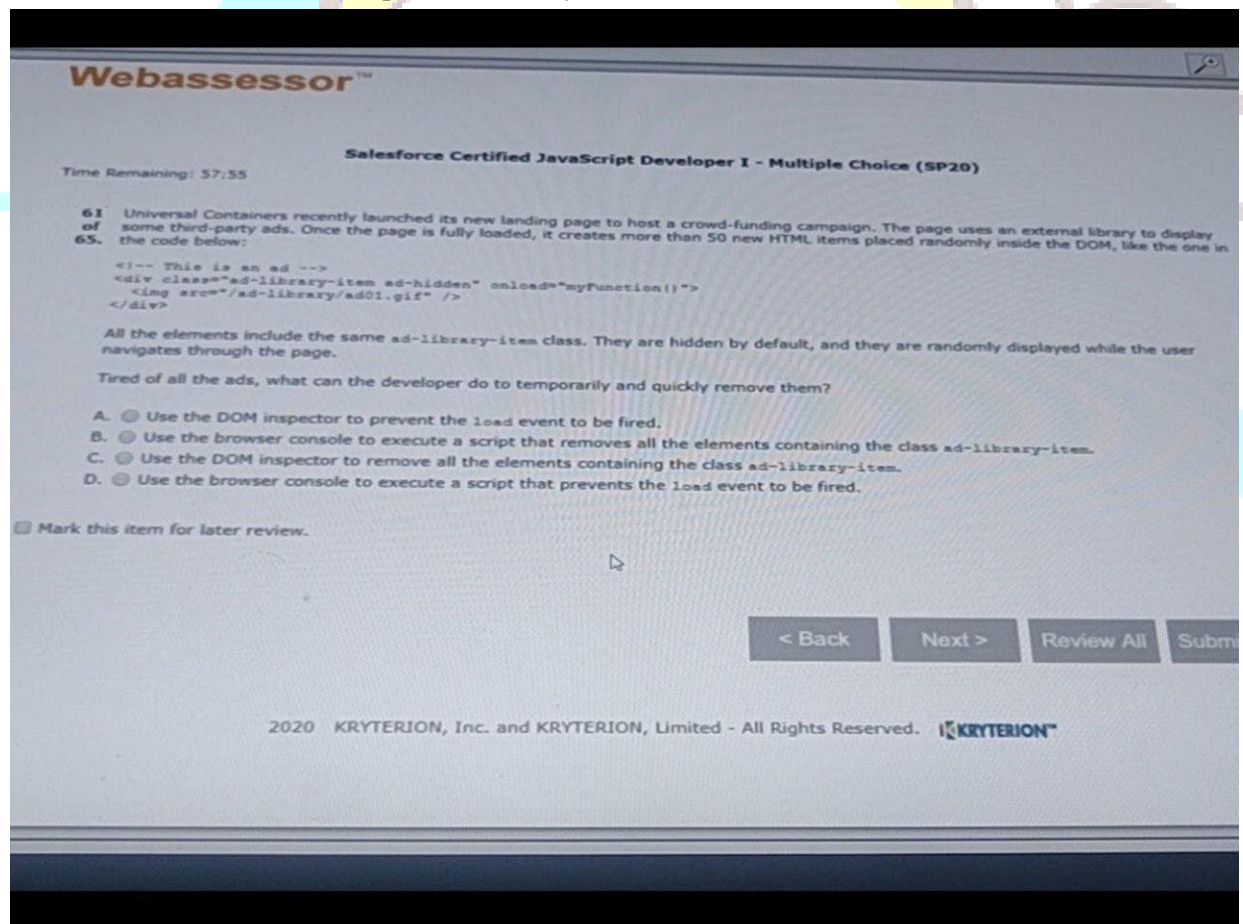 Webassessor™
Salesforce Certified JavaScript Developer I - Multiple Choice (SP20)
Time Remaining: 57:55
61 Universal Containers recently launched its new landing page to host a crowd-funding campaign. The page uses an external library to display
of some third-party ads. Once the page is fully loaded, it creates more than 50 new HTML items placed randomly inside the DOM, like the one in
65. the code below:
<!-- This is an ad -->
<div class="ad-library-item ad-hidden" onload="myFunction()">
<img src="/ad-library/ad01.gif" />
</div>
All the elements include the same ad-library-item class. They are hidden by default, and they are randomly displayed while the user
navigates through the page.
Tired of all the ads, what can the developer do to temporarily and quickly remove them?
A. Use the DOM inspector to prevent the load event to be fired.
B. Use the browser console to execute a script that removes all the elements containing the class ad-library-item.
C. Use the DOM inspector to remove all the elements containing the class ad-library-item.
D. Use the browser console to execute a script that prevents the load event to be fired.
Mark this item for later review.
< Back Next > Review All Submi
2020 KRYTERION, Inc. and KRYTERION, Limited - All Rights Reserved. KRYTERION™